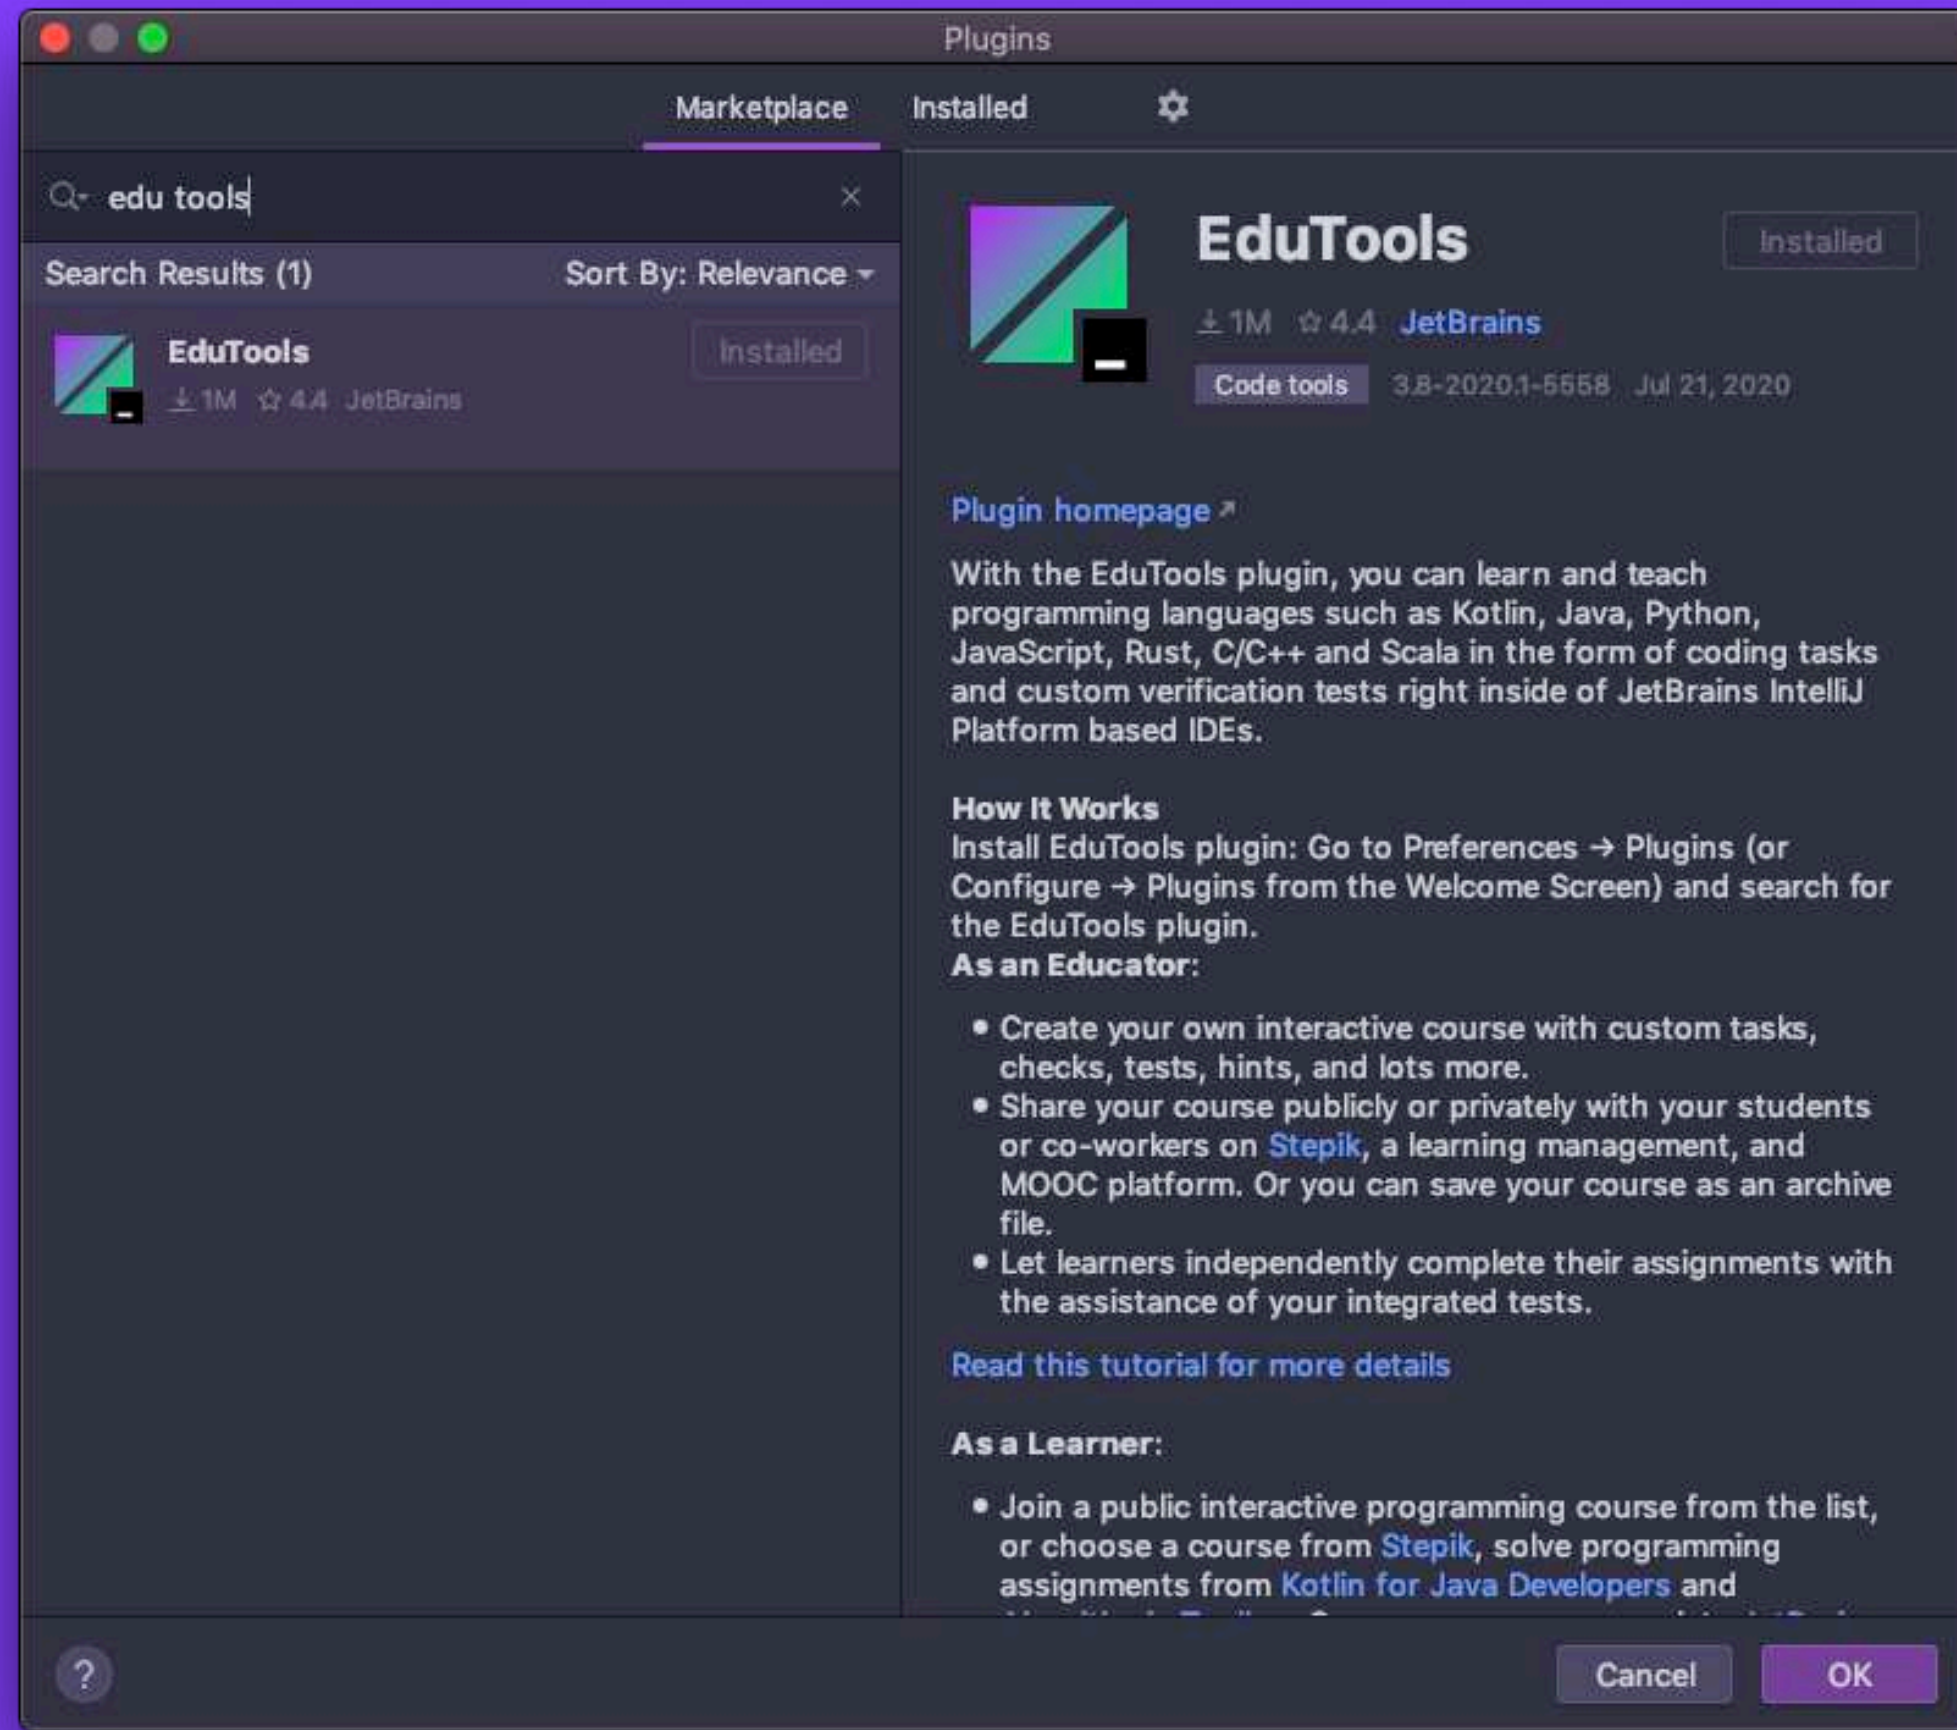 Plugins
Marketplace Installed
edu tools
Search Results (1) Sort By: Relevance
EduTools Installed
1M 4.4 JetBrains
EduTools Installed
1M 4.4 JetBrains
Code tools 3.8-2020.1-5558 Jul 21, 2020
Plugin homepage
With the EduTools plugin, you can learn and teach
programming languages such as Kotlin, Java, Python,
JavaScript, Rust, C/C++ and Scala in the form of coding tasks
and custom verification tests right inside of JetBrains IntelliJ
Platform based IDEs.
How It Works
Install EduTools plugin: Go to Preferences → Plugins (or
Configure → Plugins from the Welcome Screen) and search for
the EduTools plugin.
As an Educator:
• Create your own interactive course with custom tasks,
checks, tests, hints, and lots more.
• Share your course publicly or privately with your students
or co-workers on Stepik, a learning management, and
MOOC platform. Or you can save your course as an archive
file.
• Let learners independently complete their assignments with
the assistance of your integrated tests.
Read this tutorial for more details
As a Learner:
• Join a public interactive programming course from the list,
or choose a course from Stepik, solve programming
assignments from Kotlin for Java Developers and
? Cancel OK